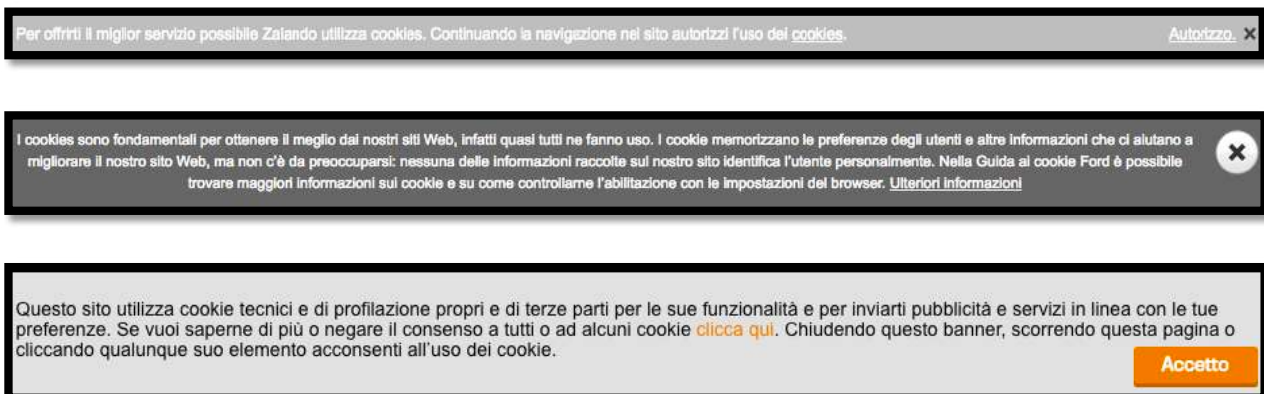 Per offrirti il miglior servizio possibile Zalando utilizza cookies. Continuando la navigazione nel sito autorizzi l'uso dei cookies. Autorizzo. ×
I cookies sono fondamentali per ottenere il meglio dai nostri siti Web, infatti quasi tutti ne fanno uso. I cookie memorizzano le preferenze degli utenti e altre informazioni che ci aiutano a
migliorare il nostro sito Web, ma non c'è da preoccuparsi: nessuna delle informazioni raccolte sul nostro sito identifica l'utente personalmente. Nella Guida ai cookie Ford è possibile
trovare maggiori informazioni sui cookie e su come controllarne l'abilitazione con le impostazioni del browser. Ulteriori informazioni
Questo sito utilizza cookie tecnici e di profilazione propri e di terze parti per le sue funzionalità e per inviarti pubblicità e servizi in linea con le tue
preferenze. Se vuoi saperne di più o negare il consenso a tutti o ad alcuni cookie clicca qui. Chiudendo questo banner, scorrendo questa pagina o
cliccando qualunque suo elemento acconsenti all'uso dei cookie.
Accetto